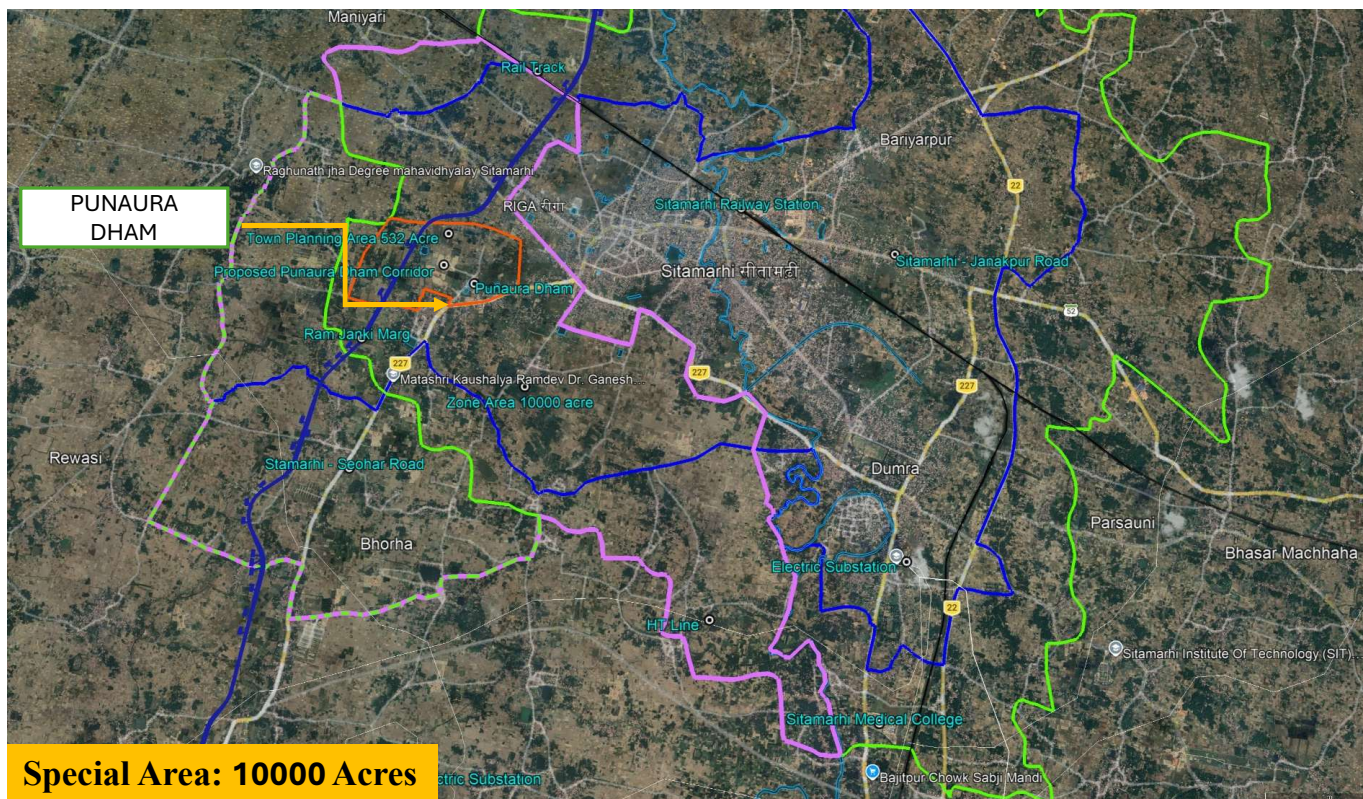 Maniyari
Rail Track
Bariyarpur
Raghunath jha Degree mahavidhyalay Sitamarhi
22
PUNAURA
DHAM
RIGA रीगा
Sitamarhi Railway Station
Town Planning Area 532 Acre
Sitamarhi - Janakpur Road
Proposed Punaura Dham Corridor
Sitamarhi सीतामढ़ी
Punaura Dham
52
Ram Janki Marg
227
Matashri Kaushalya Ramdev Dr. Ganesh...
227
227
Zone Area 10000 acre
Rewasi
Stamarhi - Seohar Road
Dumra
Parsauni
Bhorha
Bhasar Machhaha
Electric Substation
22
HT Line
Sitamarhi Institute Of Technology (SIT)...
Sitamarhi Medical College
Special Area: 10000 Acres
ctric Substation
Bajitpur Chowk Sabji Mandi